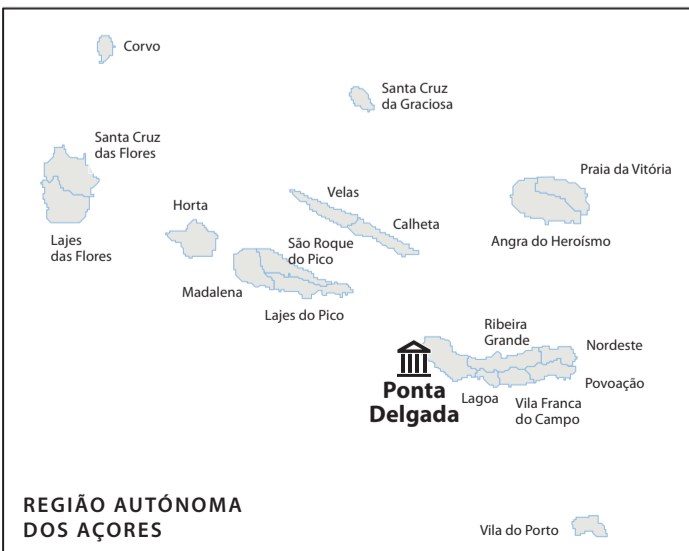 Corvo
Santa Cruz
da Graciosa
Santa Cruz
das Flores
Praia da Vitória
Velas
Horta
Calheta
Lajes
das Flores
São Roque
do Pico
Angra do Heroísmo
Madalena
Lajes do Pico
Ribeira
Grande
Nordeste
Ponta
Delgada
Povoação
Lagoa
Vila Franca
do Campo
REGIÃO AUTÓNOMA
DOS AÇORES
Vila do Porto